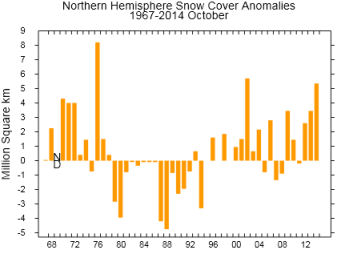 Northern Hemisphere Snow Cover Anomalies
1967-2014 October
Million Square km
9
8
7
6
5
4
3
2
1
0
-1
-2
-3
-4
-5
N
D
68 72 76 80 84 88 92 96 00 04 08 12